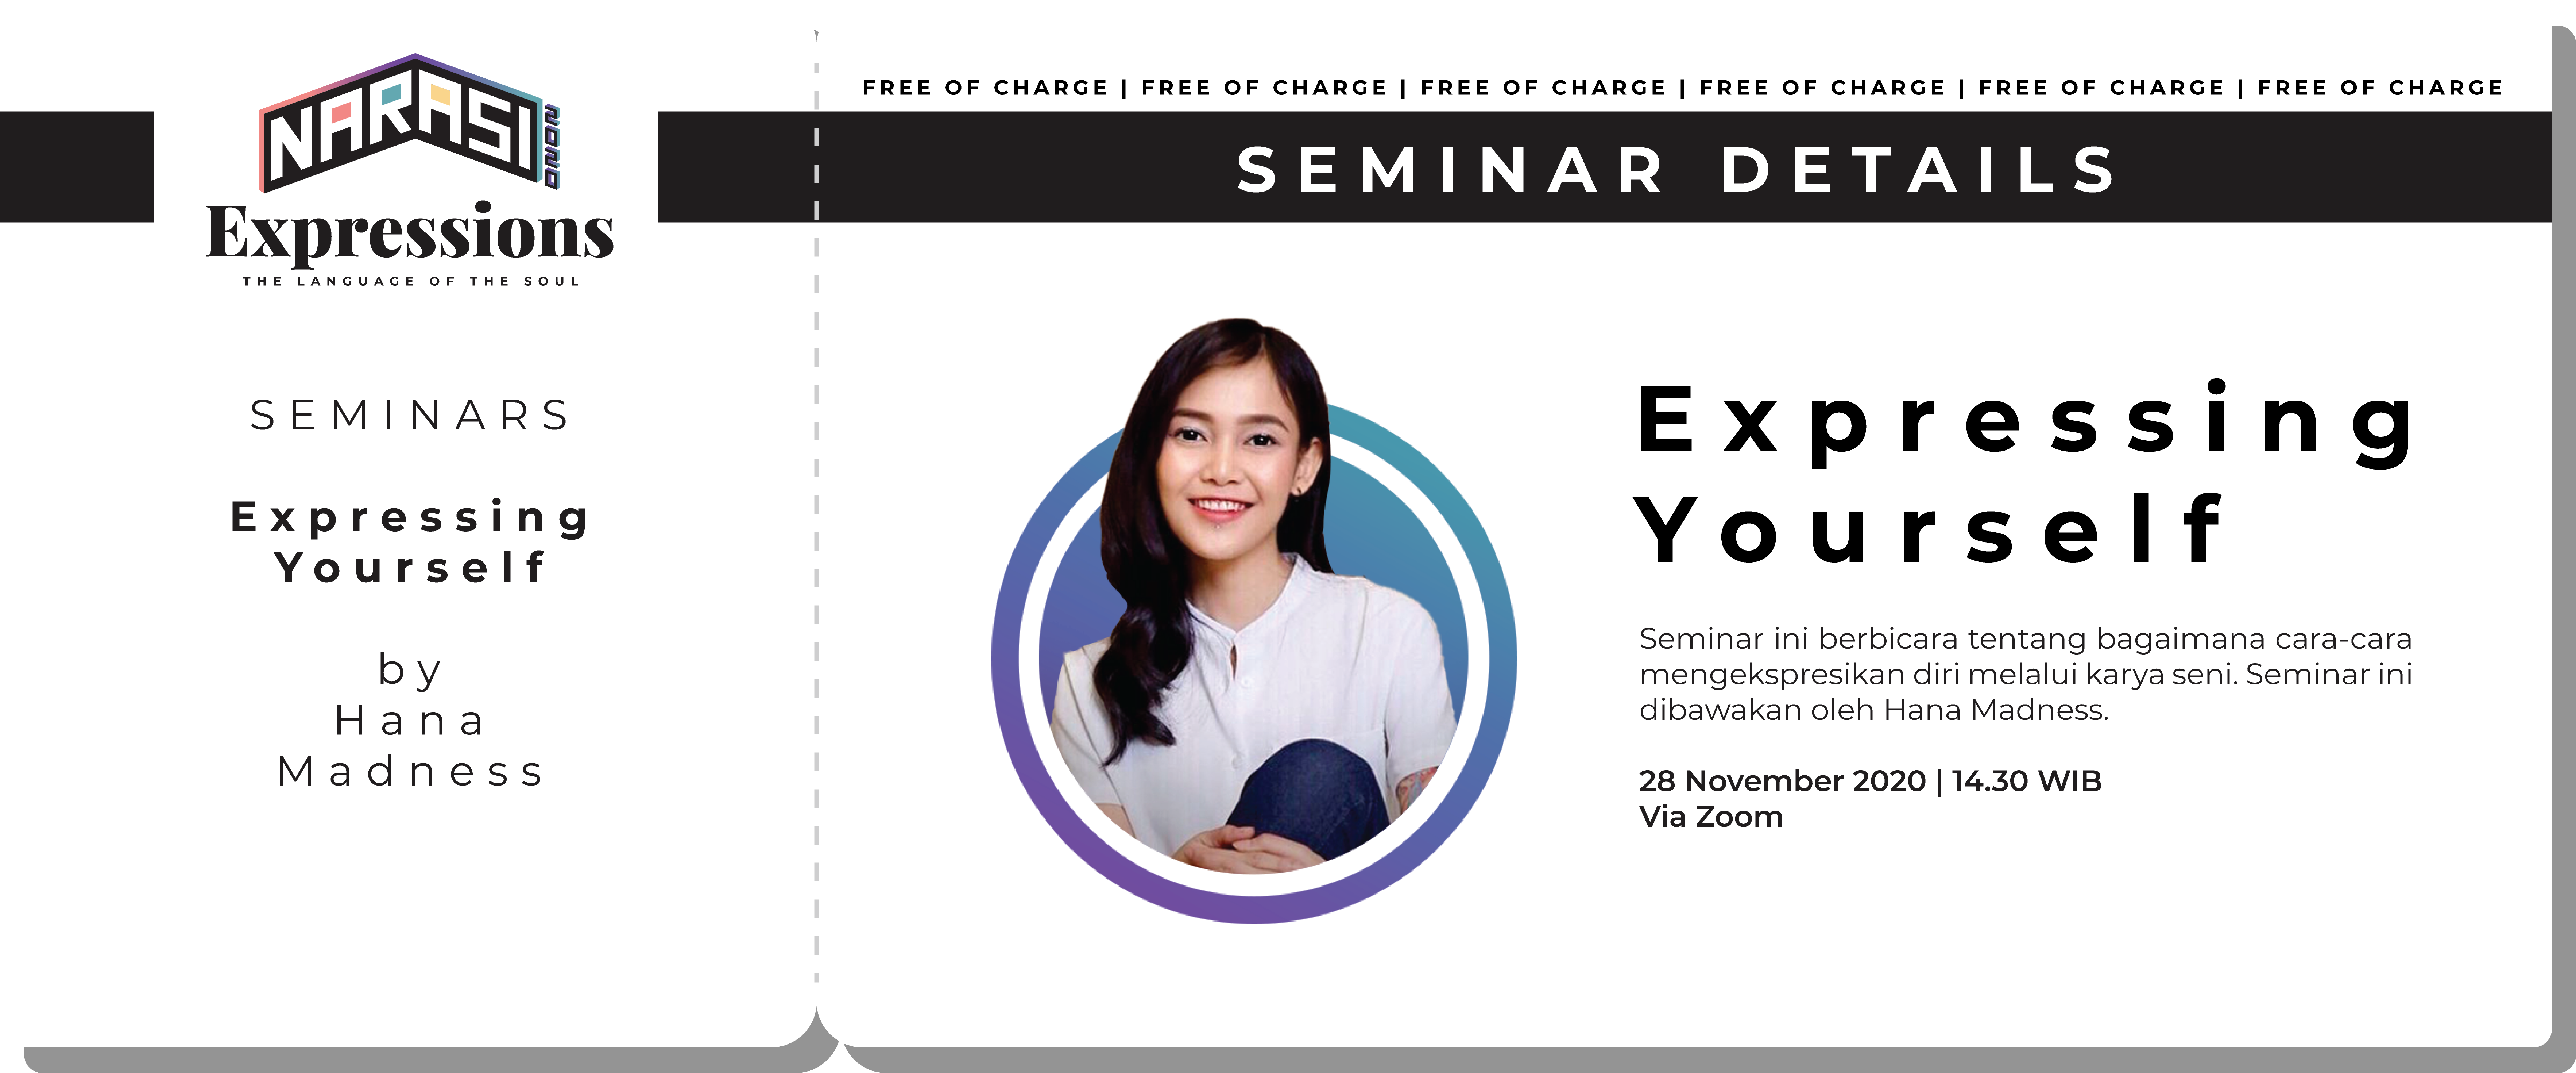 NARASI
2020
Expressions
THE LANGUAGE OF THE SOUL
SEMINARS
Expressing
Yourself
by
Hana
Madness
FREE OF CHARGE | FREE OF CHARGE | FREE OF CHARGE | FREE OF CHARGE | FREE OF CHARGE | FREE OF CHARGE
SEMINAR DETAILS
Expressing
Yourself
Seminar ini berbicara tentang bagaimana cara-cara
mengekspresikan diri melalui karya seni. Seminar ini
dibawakan oleh Hana Madness.
28 November 2020 | 14.30 WIB
Via Zoom